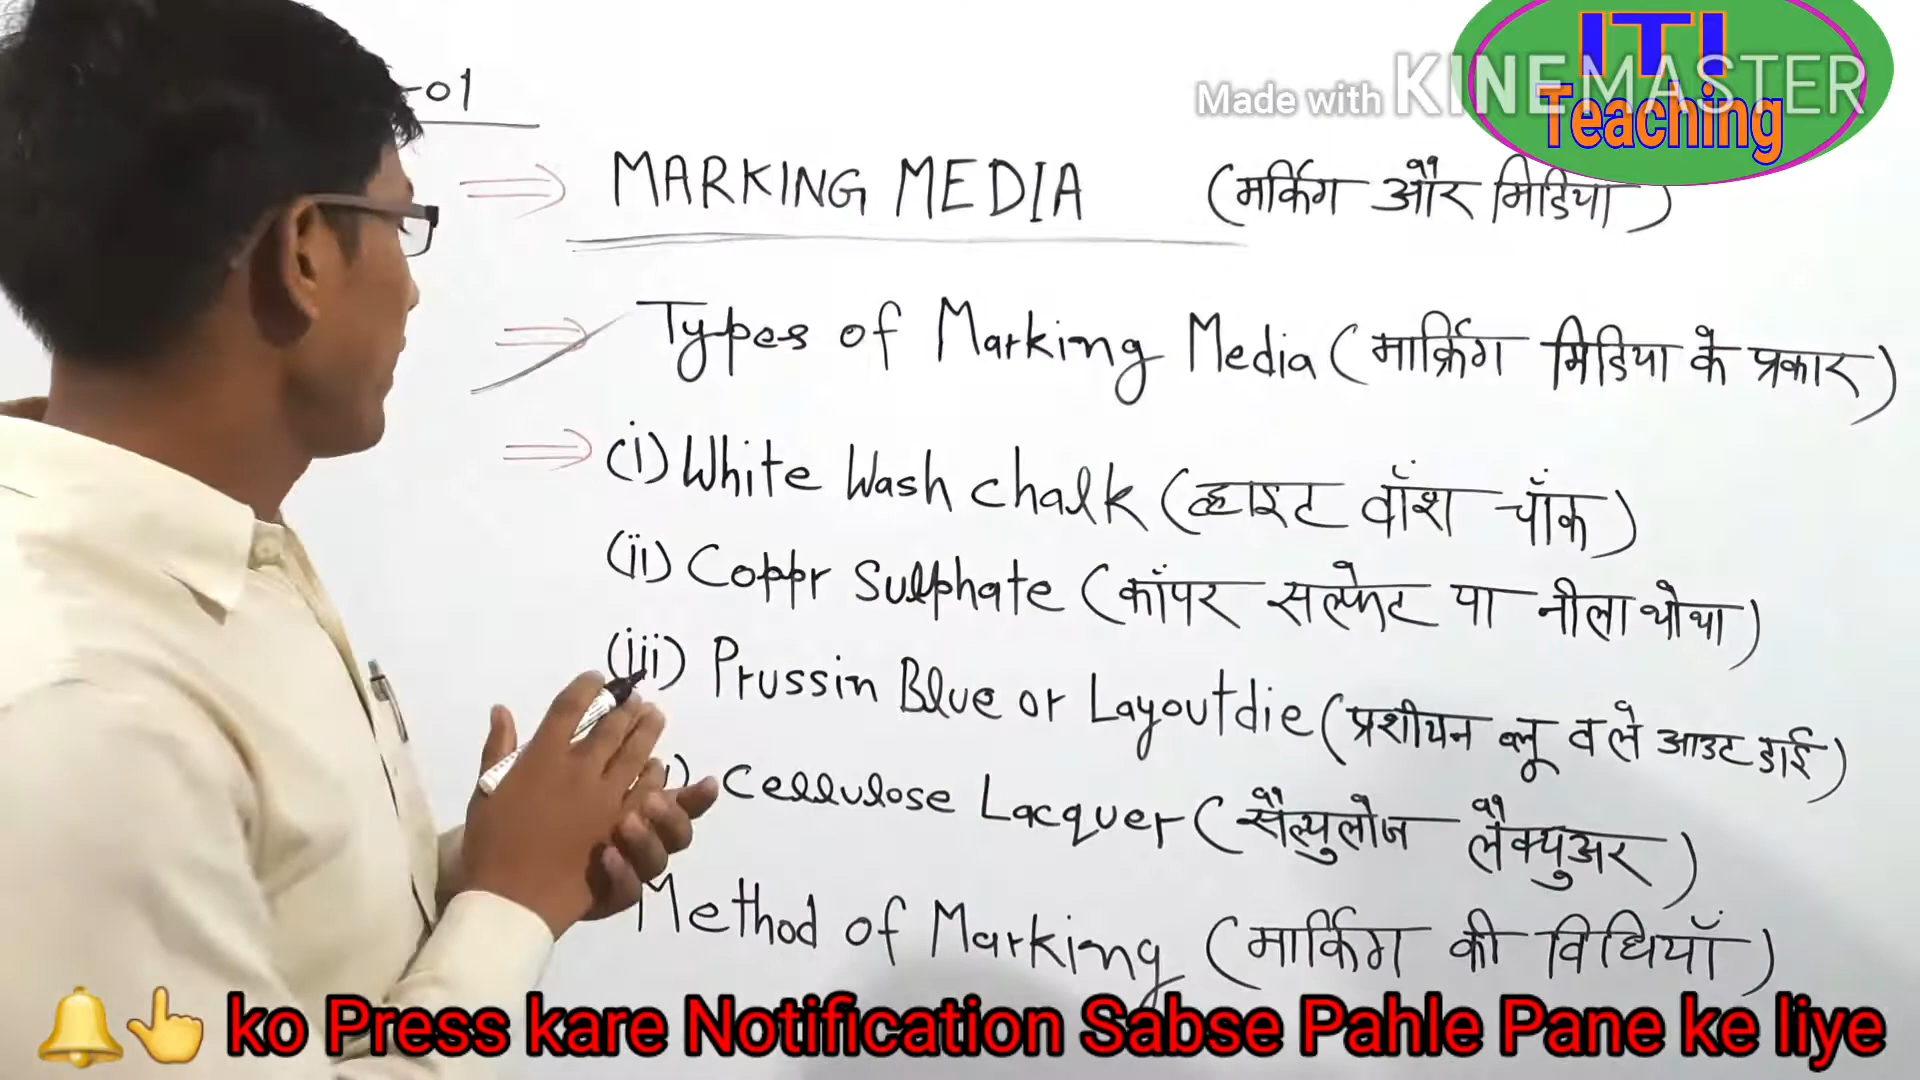 -01
ITI
Teaching
Made with KINEMASTER
MARKING MEDIA (मर्किग और मिडिया)
Types of Marking Media (मार्क्रिग मिडिया के प्रकार)
(i) White Wash chalk (व्हाइट वॉश चॉक)
(ii) Coppr Sulphate (कॉपर सल्फेट या नीला थोथा)
(iii) Prussin Blue or Layoutdie (प्रशीयन ब्लू व ले आउट डाई)
Cellulose Lacquer (सैल्युलोज लैक्युअर)
Method of Marking (मार्किग की विधियाँ)
ko Press kare Notification Sabse Pahle Pane ke liye